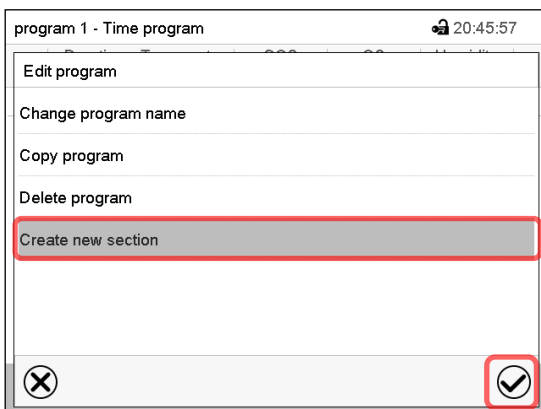 program 1 - Time program 20:45:57
Edit program
Change program name
Copy program
Delete program
Create new section